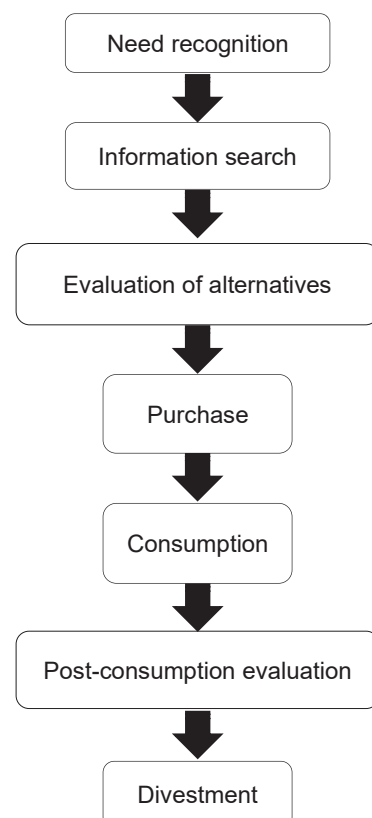 Need recognition
Information search
Evaluation of alternatives
Purchase
Consumption
Post-consumption evaluation
Divestment